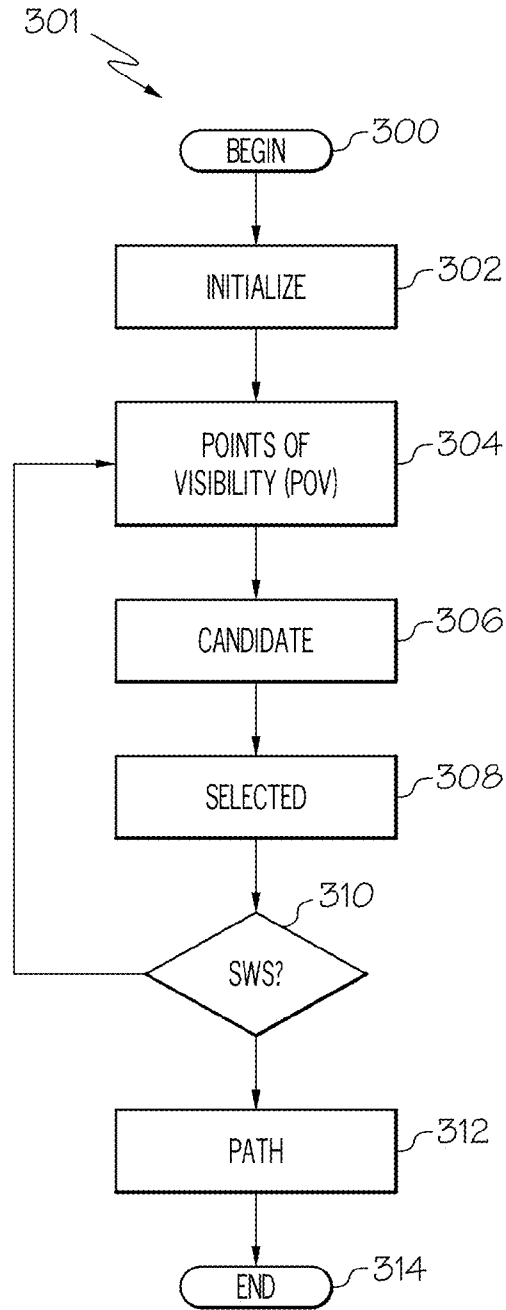 301
BEGIN
300
INITIALIZE
302
POINTS OF
VISIBILITY (POV)
304
CANDIDATE
306
SELECTED
308
310
SWS?
PATH
312
END
314